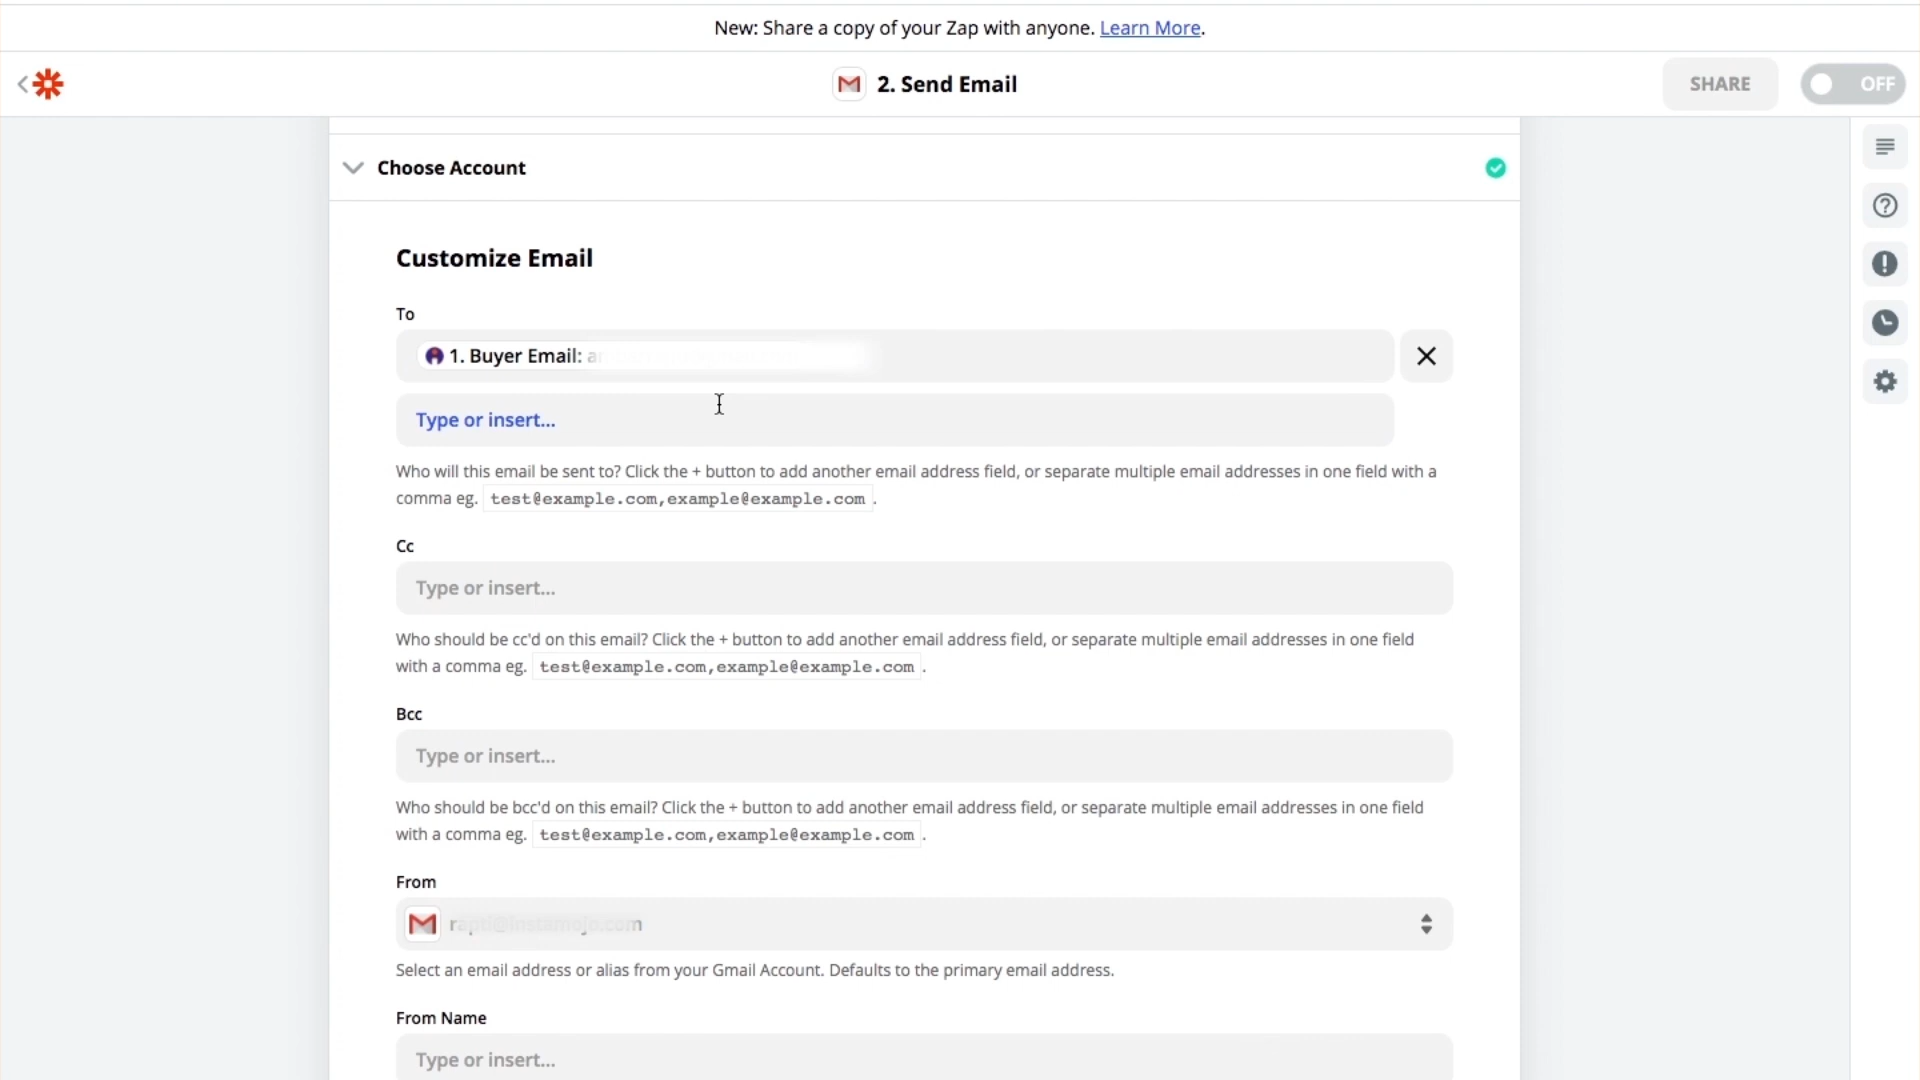 New: Share a copy of your Zap with anyone. Learn More.
2. Send Email
SHARE
OFF
Choose Account
Customize Email
To
1. Buyer Email:
Type or insert...
Who will this email be sent to? Click the + button to add another email address field, or separate multiple email addresses in one field with a
comma eg. test@example.com,example@example.com .
Cc
Type or insert...
Who should be cc'd on this email? Click the + button to add another email address field, or separate multiple email addresses in one field
with a comma eg. test@example.com,example@example.com .
Bcc
Type or insert...
Who should be bcc'd on this email? Click the + button to add another email address field, or separate multiple email addresses in one field
with a comma eg. test@example.com,example@example.com .
From
Select an email address or alias from your Gmail Account. Defaults to the primary email address.
From Name
Type or insert...